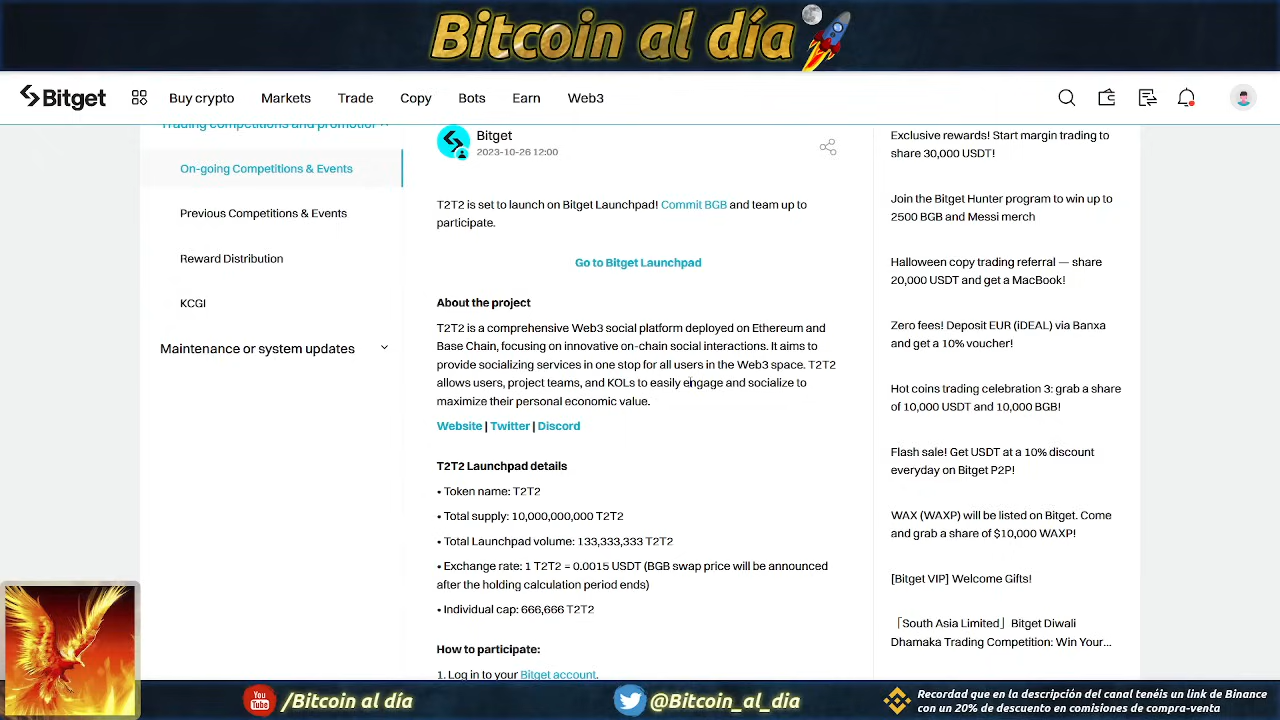 Bitcoin al día
Bitget
Buy crypto
Markets
Trade
Copy
Bots
Earn
Web3
Trading competitions and promotion
On-going Competitions & Events
Previous Competitions & Events
Reward Distribution
KCGI
Maintenance or system updates
Bitget
2023-10-26 12:00
T2T2 is set to launch on Bitget Launchpad! Commit BGB and team up to
participate.
Go to Bitget Launchpad
About the project
T2T2 is a comprehensive Web3 social platform deployed on Ethereum and
Base Chain, focusing on innovative on-chain social interactions. It aims to
provide socializing services in one stop for all users in the Web3 space. T2T2
allows users, project teams, and KOLs to easily engage and socialize to
maximize their personal economic value.
Website | Twitter | Discord
T2T2 Launchpad details
• Token name: T2T2
• Total supply: 10,000,000,000 T2T2
• Total Launchpad volume: 133,333,333 T2T2
• Exchange rate: 1 T2T2 = 0.0015 USDT (BGB swap price will be announced
after the holding calculation period ends)
• Individual cap: 666,666 T2T2
How to participate:
1. Log in to your Bitget account.
Exclusive rewards! Start margin trading to
share 30,000 USDT!
Join the Bitget Hunter program to win up to
2500 BGB and Messi merch
Halloween copy trading referral — share
20,000 USDT and get a MacBook!
Zero fees! Deposit EUR (iDEAL) via Banxa
and get a 10% voucher!
Hot coins trading celebration 3: grab a share
of 10,000 USDT and 10,000 BGB!
Flash sale! Get USDT at a 10% discount
everyday on Bitget P2P!
WAX (WAXP) will be listed on Bitget. Come
and grab a share of $10,000 WAXP!
[Bitget VIP] Welcome Gifts!
「South Asia Limited」Bitget Diwali
Dhamaka Trading Competition: Win Your...
You Tube
/Bitcoin al día
@Bitcoin_al_dia
Recordad que en la descripción del canal tenéis un link de Binance
con un 20% de descuento en comisiones de compra-venta